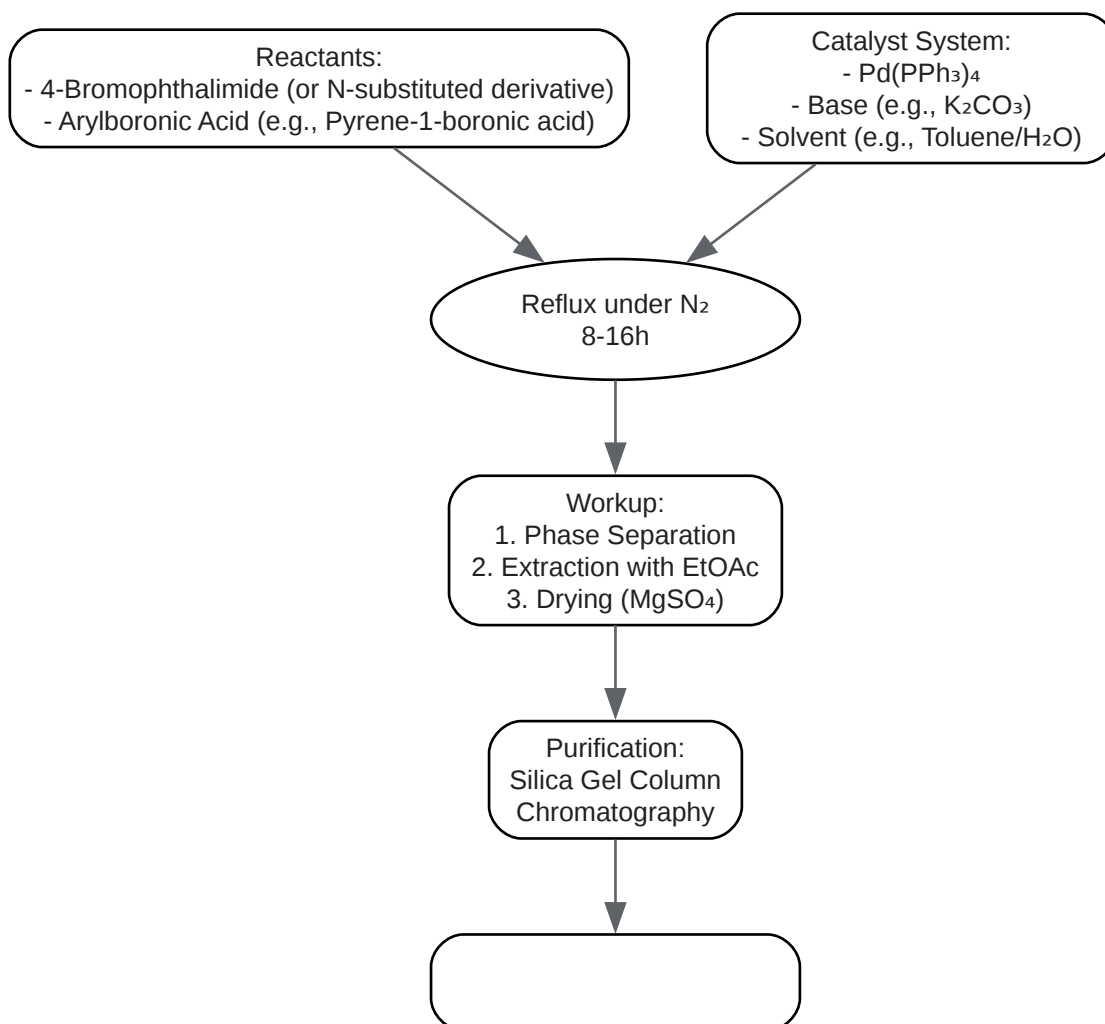 Reactants:
- 4-Bromophthalimide (or N-substituted derivative)
- Arylboronic Acid (e.g., Pyrene-1-boronic acid)
Catalyst System:
- Pd(PPh₃)₄
- Base (e.g., K₂CO₃)
- Solvent (e.g., Toluene/H₂O)
Reflux under N₂
8-16h
Workup:
1. Phase Separation
2. Extraction with EtOAc
3. Drying (MgSO₄)
Purification:
Silica Gel Column
Chromatography